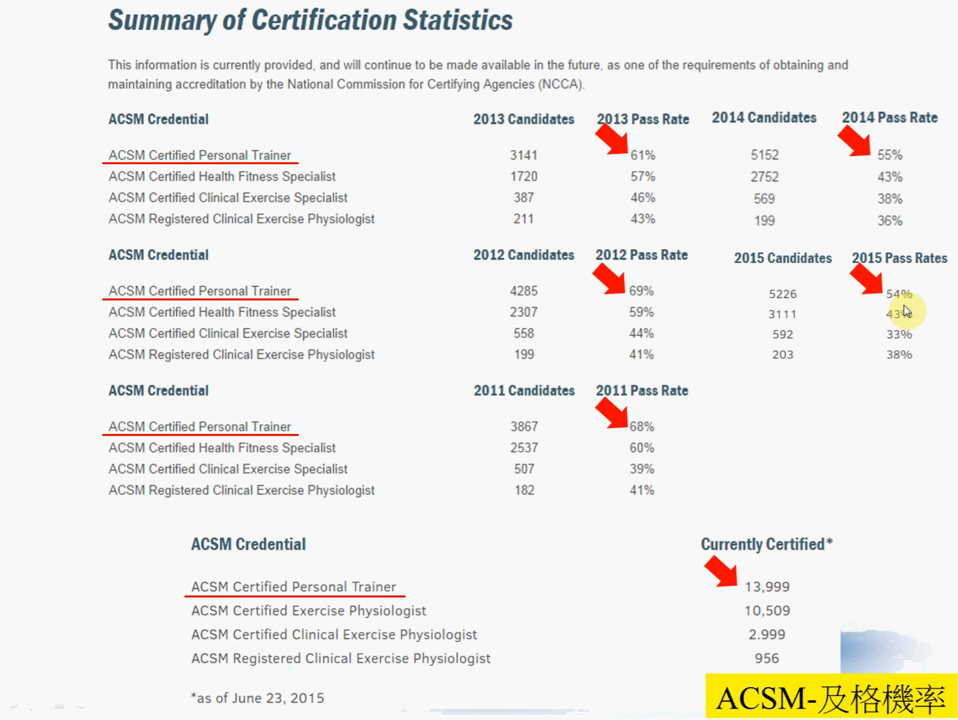 Summary of Certification Statistics
This information is currently provided, and will continue to be made available in the future, as one of the requirements of obtaining and
maintaining accreditation by the National Commission for Certifying Agencies (NCCA).
ACSM Credential 2013 Candidates 2013 Pass Rate 2014 Candidates 2014 Pass Rate
ACSM Certified Personal Trainer 3141 61% 5152 55%
ACSM Certified Health Fitness Specialist 1720 57% 2752 43%
ACSM Certified Clinical Exercise Specialist 387 46% 569 38%
ACSM Registered Clinical Exercise Physiologist 211 43% 199 36%
ACSM Credential 2012 Candidates 2012 Pass Rate 2015 Candidates 2015 Pass Rates
ACSM Certified Personal Trainer 4285 69% 5226 54%
ACSM Certified Health Fitness Specialist 2307 59% 3111 43%
ACSM Certified Clinical Exercise Specialist 558 44% 592 33%
ACSM Registered Clinical Exercise Physiologist 199 41% 203 38%
ACSM Credential 2011 Candidates 2011 Pass Rate
ACSM Certified Personal Trainer 3867 68%
ACSM Certified Health Fitness Specialist 2537 60%
ACSM Certified Clinical Exercise Specialist 507 39%
ACSM Registered Clinical Exercise Physiologist 182 41%
ACSM Credential Currently Certified*
ACSM Certified Personal Trainer 13,999
ACSM Certified Exercise Physiologist 10,509
ACSM Certified Clinical Exercise Physiologist 2.999
ACSM Registered Clinical Exercise Physiologist 956
*as of June 23, 2015
ACSM-及格機率